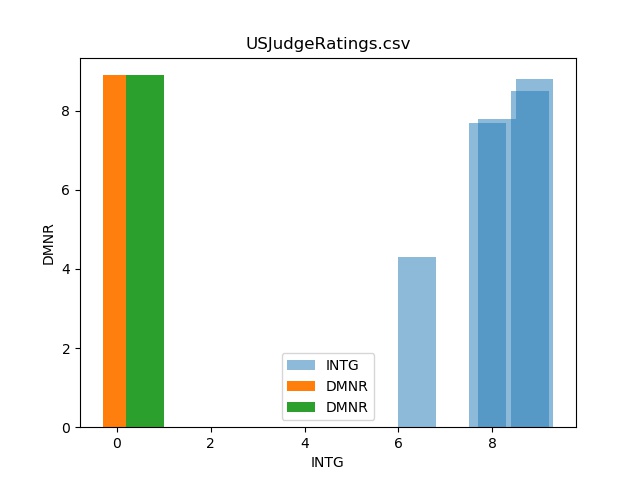 USJudgeRatings.csv
DMNR
8
6
4
2
0
0 2 4 6 8
INTG
INTG
DMNR
DMNR